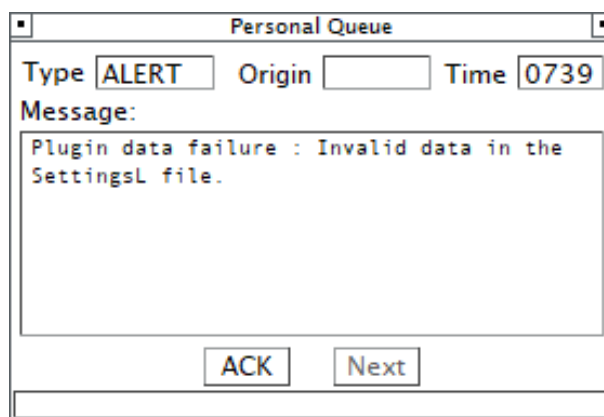 Personal Queue
Type ALERT Origin Time 0739
Message:
Plugin data failure : Invalid data in the
SettingsL file.
ACK Next